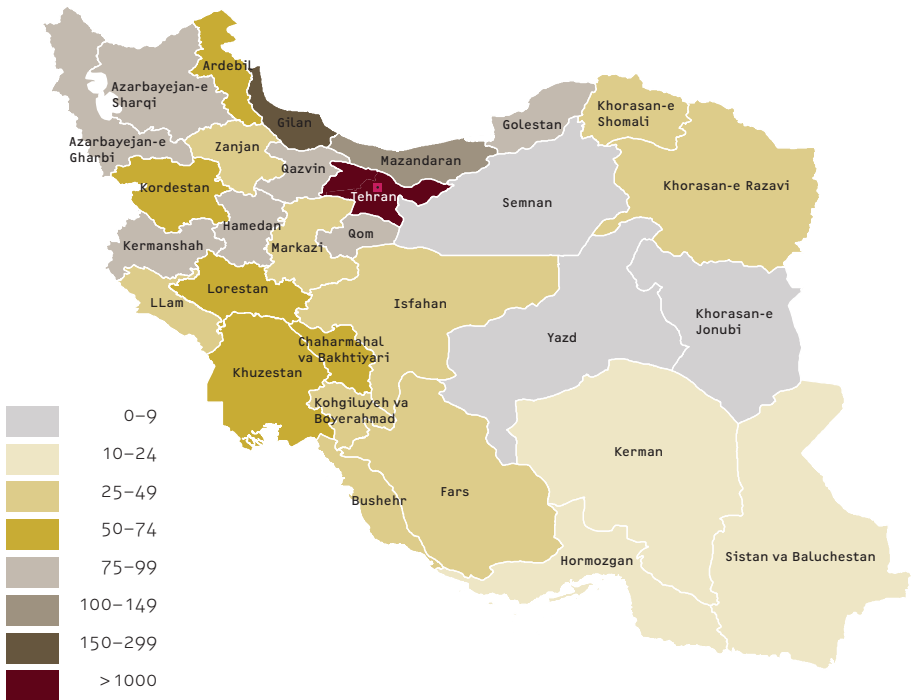 Ardebil
Azarbayejan-e
Sharqi
Khorasan-e
Shomali
Gilan
Golestan
Azarbayejan-e
Gharbi
Zanjan
Mazandaran
Qazvin
Kordestan
Khorasan-e Razavi
Tehran
Semnan
Hamedan
Qom
Kermanshah
Markazi
Lorestan
LLam
Isfahan
Khorasan-e
Jonubi
Yazd
Chaharmahal
va Bakhtiyari
Khuzestan
Kohgiluyeh va
Boyerahmad
Kerman
Fars
Bushehr
Hormozgan
Sistan va Baluchestan
0–9
10–24
25–49
50–74
75–99
100–149
150–299
>1000